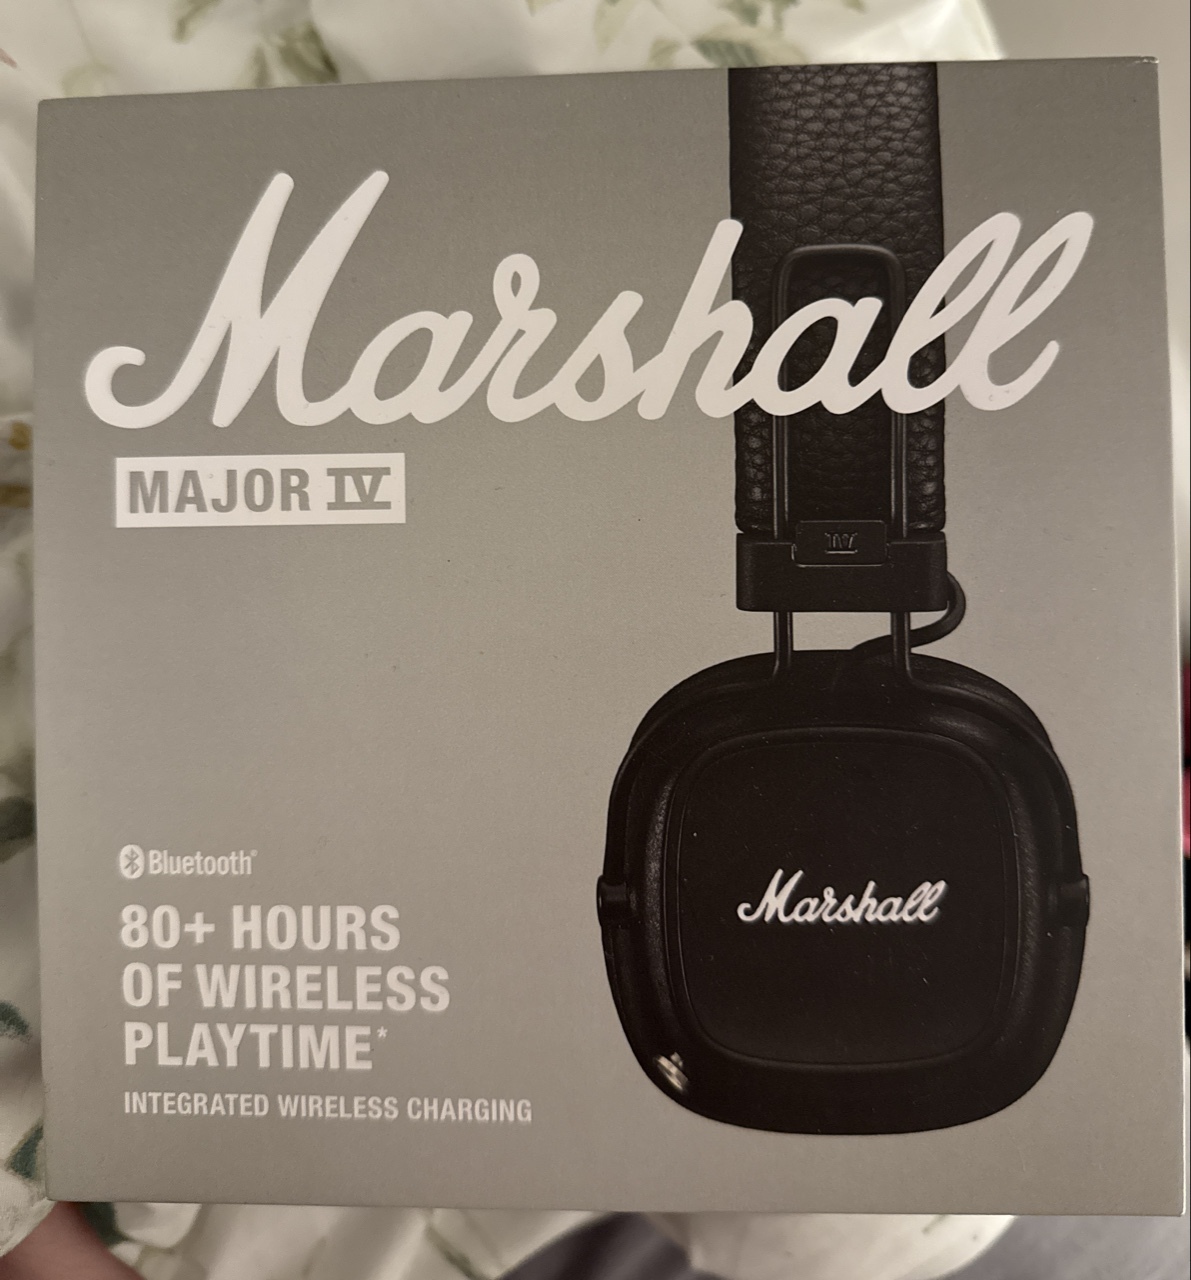 Marshall
MAJOR IV
IV
Bluetooth®
80+ HOURS
OF WIRELESS
PLAYTIME*
INTEGRATED WIRELESS CHARGING
Marshall